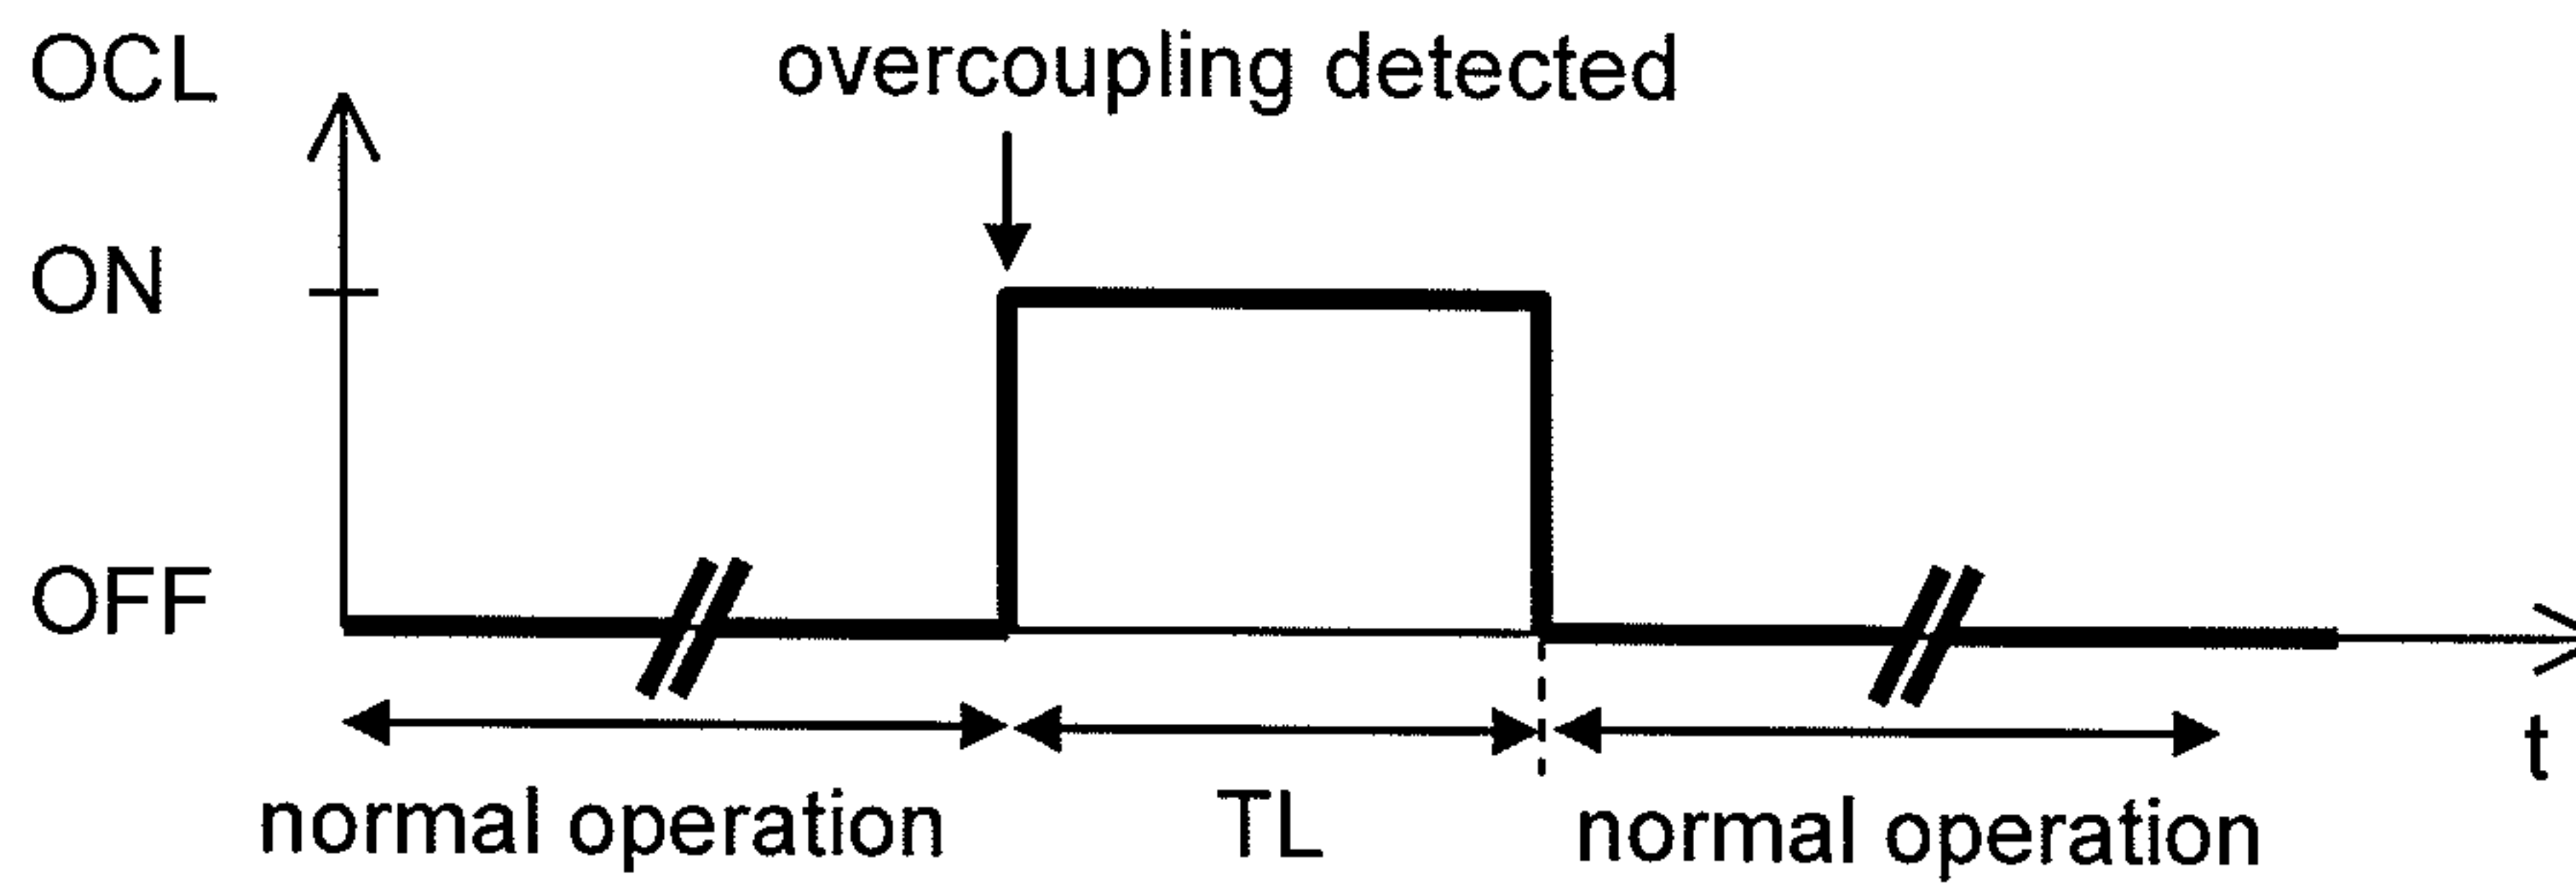 OCL
overcoupling detected
ON
OFF
t
normal operation
TL
normal operation